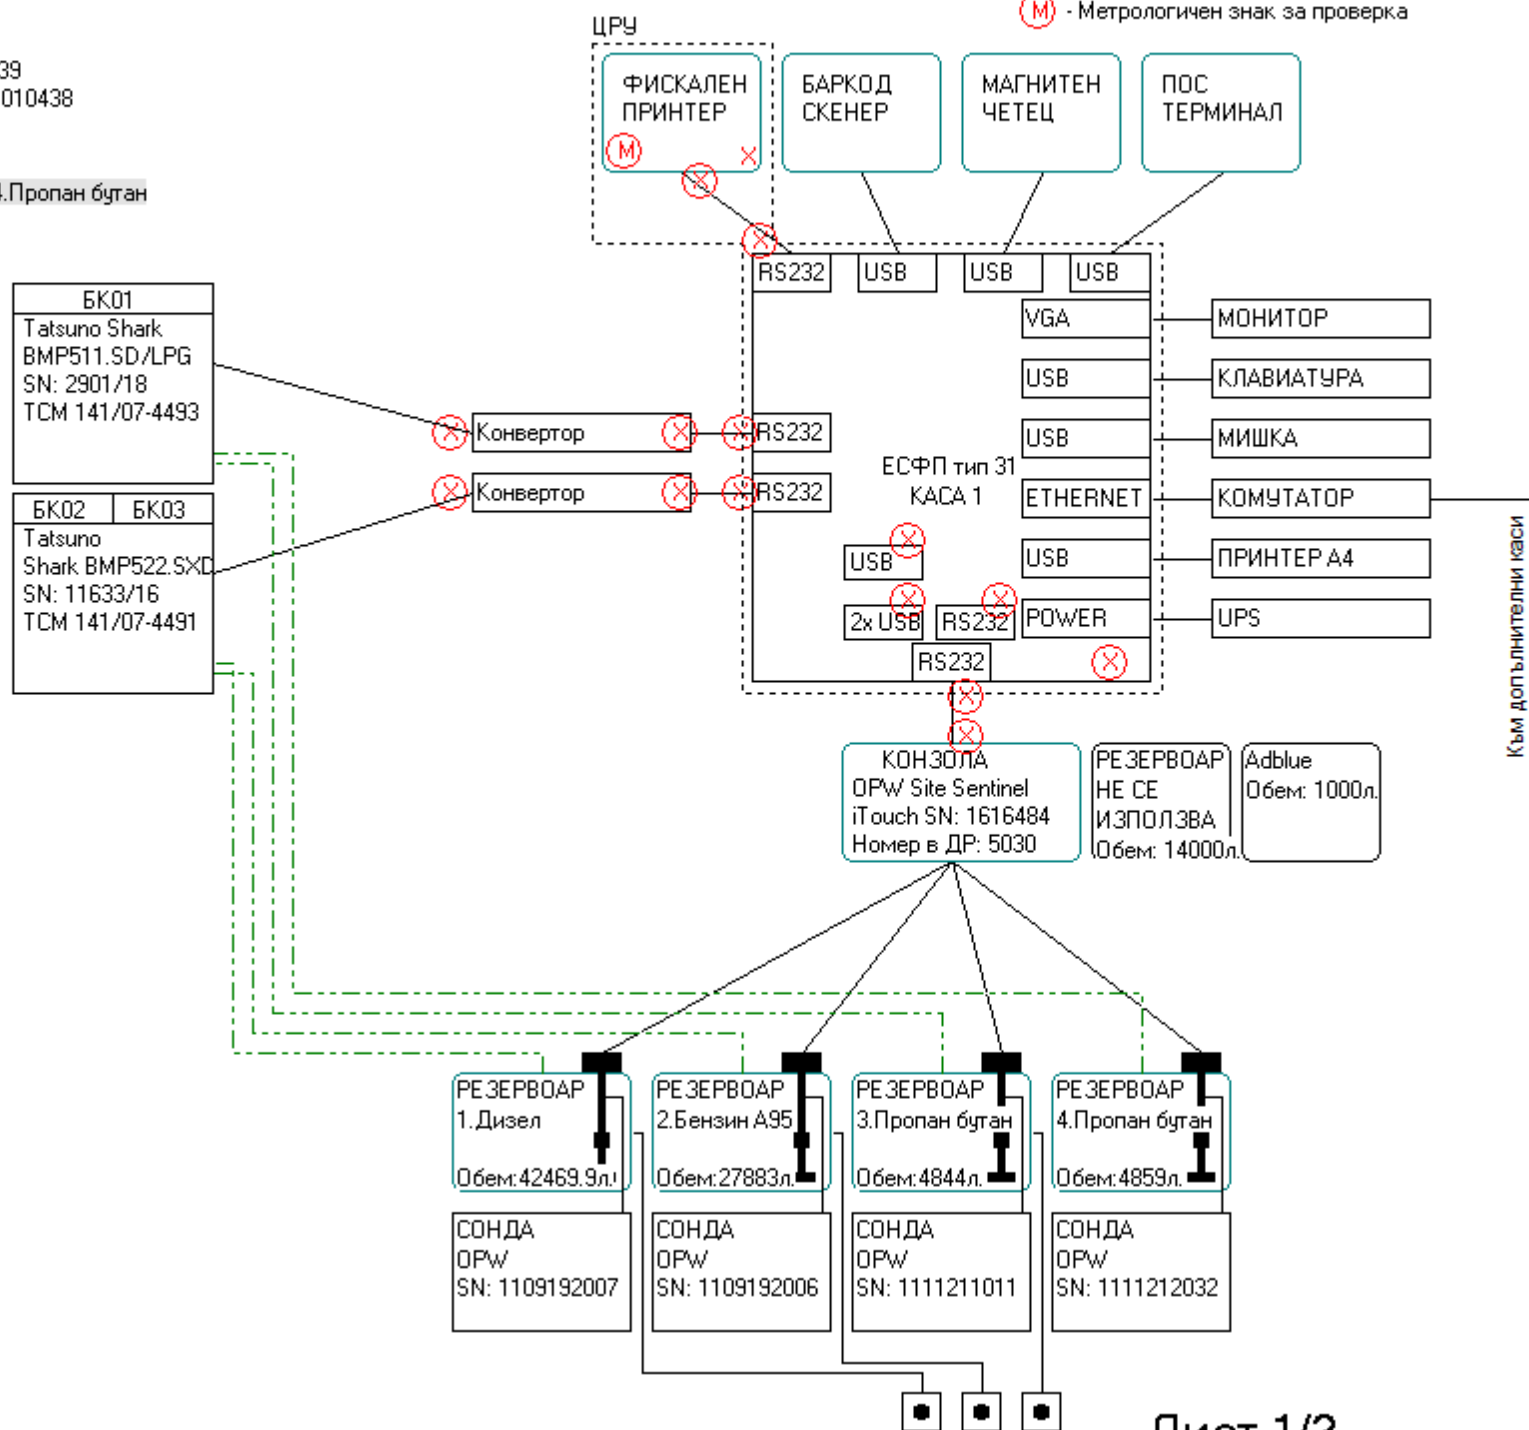 М - Метрологичен знак за проверка
ЦРУ
39
010438
4.Пропан бутан
ФИСКАЛЕН
ПРИНТЕР
М
БАРКОД
СКЕНЕР
МАГНИТЕН
ЧЕТЕЦ
ПОС
ТЕРМИНАЛ
RS232
USB
USB
USB
БК01
Tatsuno Shark
BMP511.SD/LPG
SN: 2901/18
ТСМ 141/07-4493
БК02
БК03
Tatsuno
Shark BMP522.SXD
SN: 11633/16
ТСМ 141/07-4491
Конвертор
RS232
Конвертор
RS232
ЕСФП тип 31
КАСА 1
VGA
МОНИТОР
USB
КЛАВИАТУРА
USB
МИШКА
ETHERNET
КОМУТАТОР
USB
ПРИНТЕР А4
POWER
UPS
USB
2x USB
RS232
RS232
Към допълнителни каси
КОНЗОЛА
OPW Site Sentinel
iTouch SN: 1616484
Номер в ДР: 5030
РЕЗЕРВОАР
НЕ СЕ
ИЗПОЛЗВА
Обем: 14000л.
Adblue
Обем: 1000л.
РЕЗЕРВОАР
1.Дизел
Обем:42469.9л.
РЕЗЕРВОАР
2.Бензин А95
Обем:27883л.
РЕЗЕРВОАР
3.Пропан бутан
Обем:4844л.
РЕЗЕРВОАР
4.Пропан бутан
Обем:4859л.
СОНДА
OPW
SN: 1109192007
СОНДА
OPW
SN: 1109192006
СОНДА
OPW
SN: 1111211011
СОНДА
OPW
SN: 1111212032
Лист 1/2